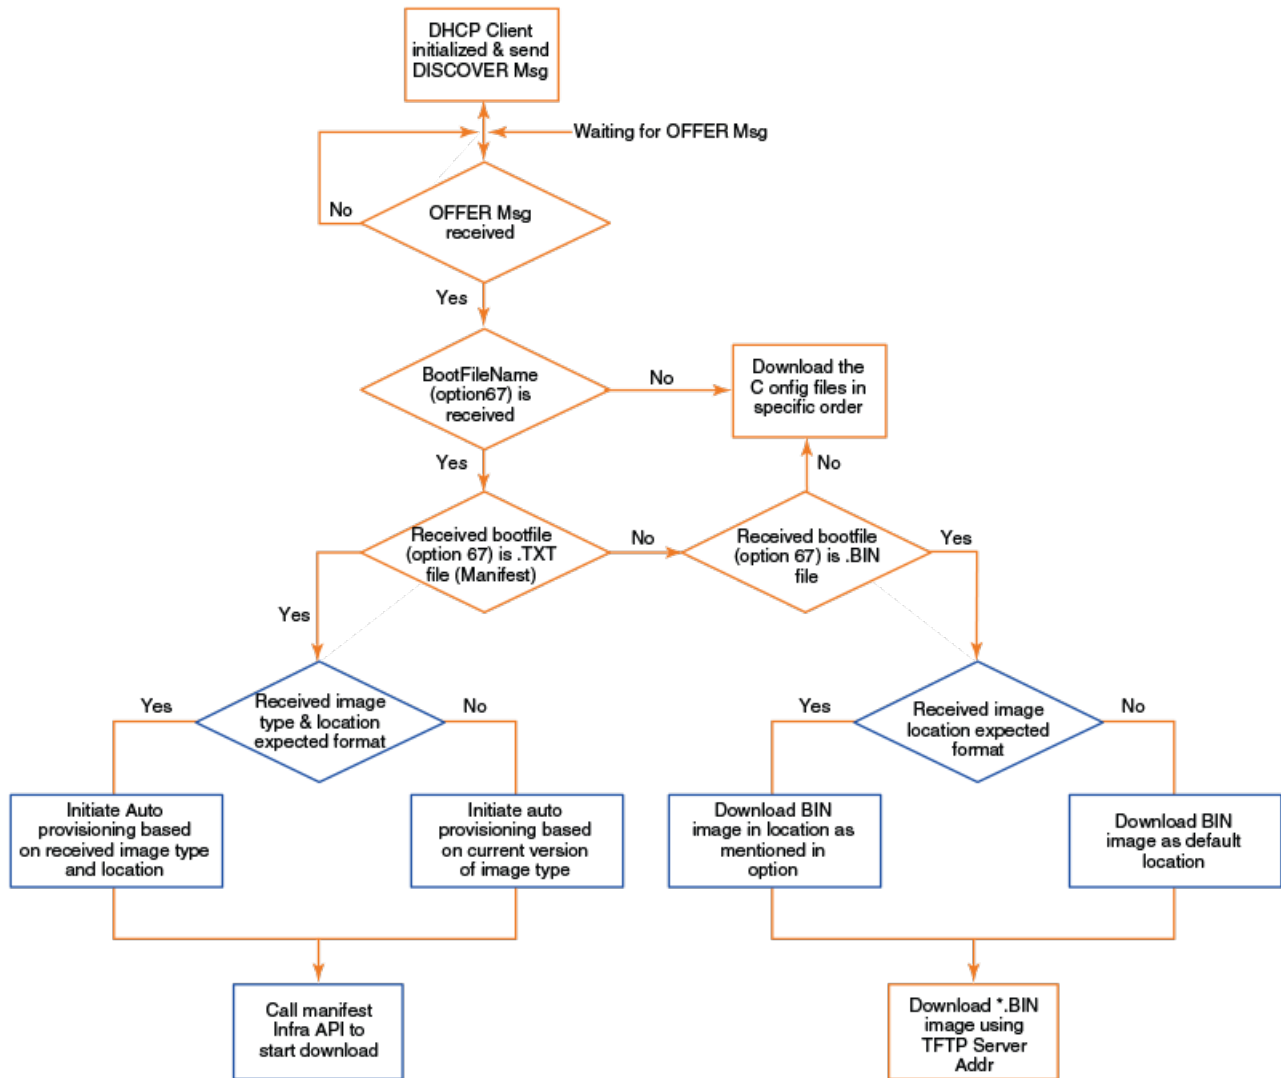 DHCP Client
initialized & send
DISCOVER Msg
Waiting for OFFER Msg
No
OFFER Msg
received
Yes
BootFileName
(option67) is
received
No
Download the
C onfig files in
specific order
Yes
No
Received bootfile
(option 67) is .TXT
file (Manifest)
No
Received bootfile
(option 67) is .BIN
file
Yes
Yes
Yes
Received image
type & location
expected format
No
Yes
Received image
location expected
format
No
Initiate Auto
provisioning based
on received image type
and location
Initiate auto
provisioning based
on current version
of image type
Download BIN
image in location as
mentioned in
option
Download BIN
image as default
location
Call manifest
Infra API to
start download
Download *.BIN
image using
TFTP Server
Addr